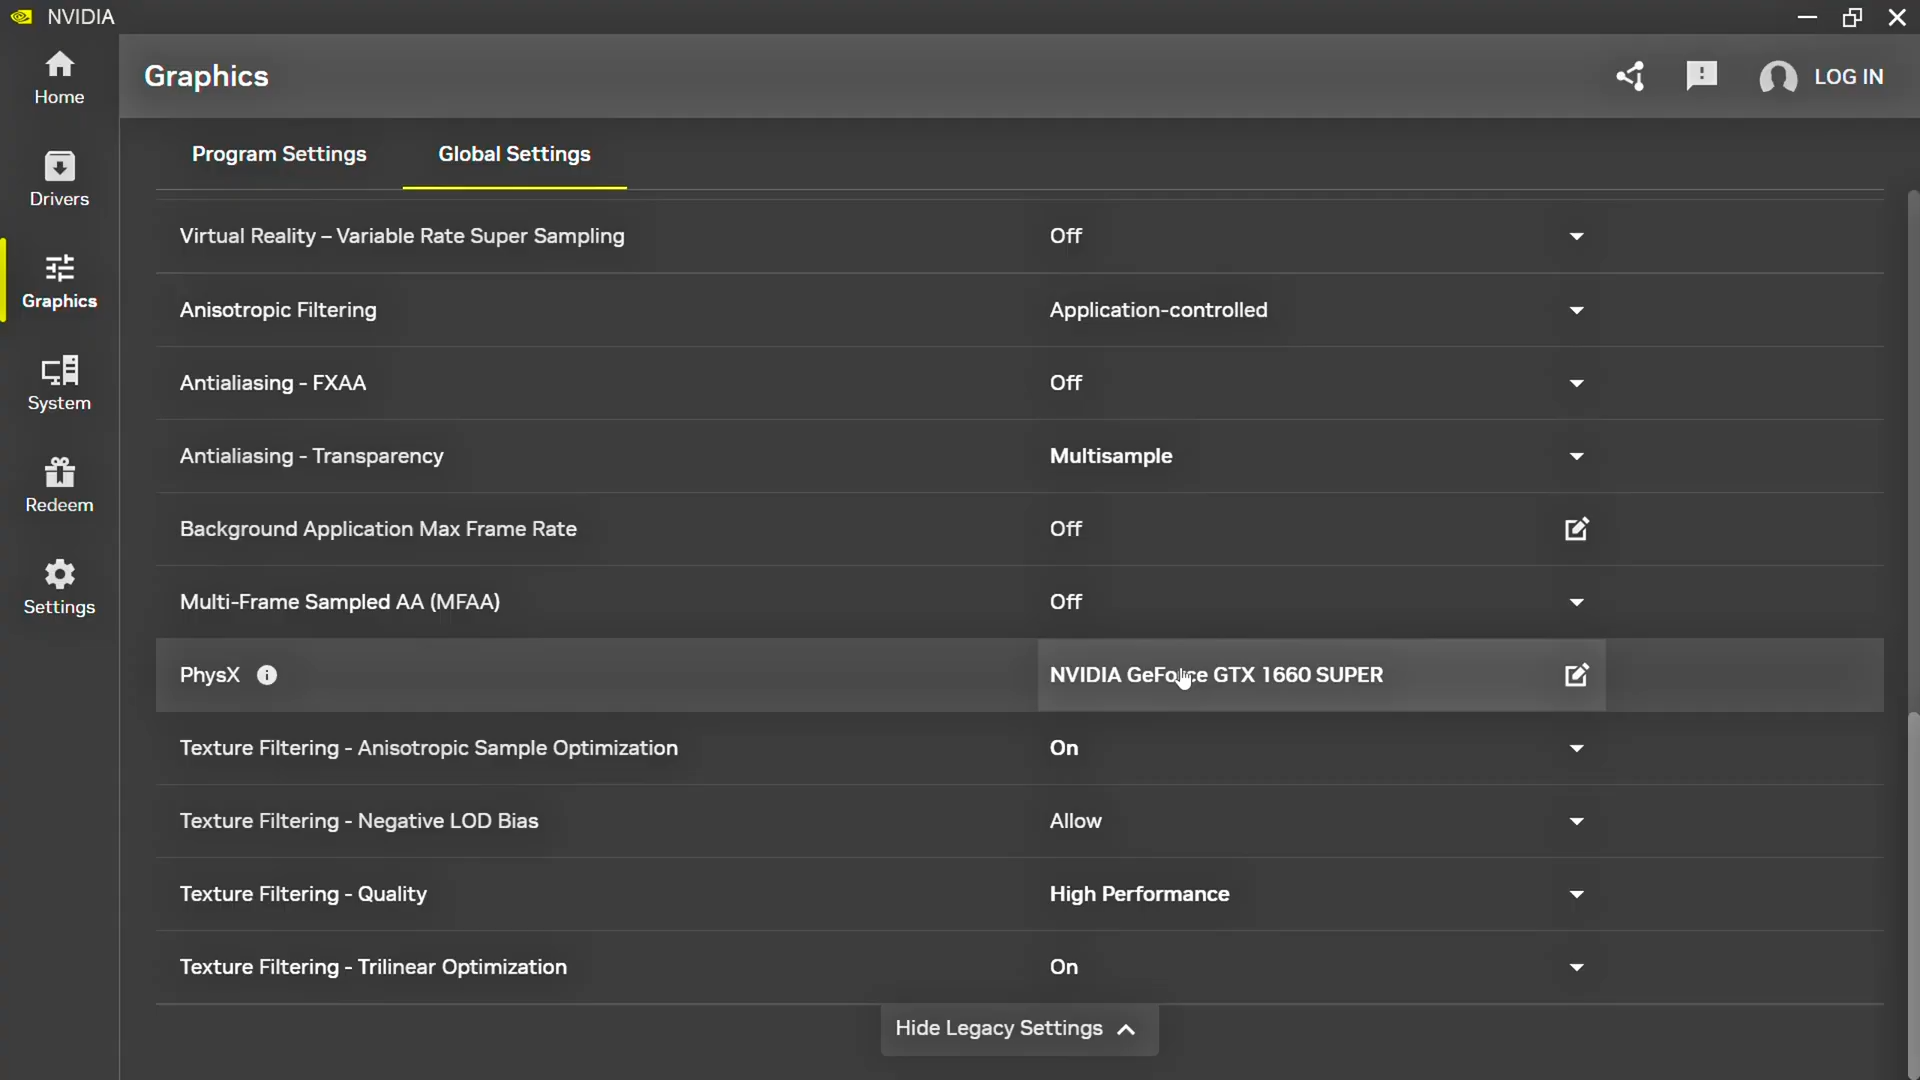 NVIDIA
Home
Drivers
Graphics
System
Redeem
Settings
Graphics
LOG IN
Program Settings
Global Settings
Virtual Reality – Variable Rate Super Sampling Off
Anisotropic Filtering Application-controlled
Antialiasing - FXAA Off
Antialiasing - Transparency Multisample
Background Application Max Frame Rate Off
Multi-Frame Sampled AA (MFAA) Off
PhysX NVIDIA GeForce GTX 1660 SUPER
Texture Filtering - Anisotropic Sample Optimization On
Texture Filtering - Negative LOD Bias Allow
Texture Filtering - Quality High Performance
Texture Filtering - Trilinear Optimization On
Hide Legacy Settings